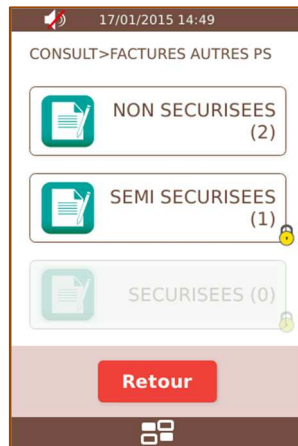 17/01/2015 14:49
CONSULT>FACTURES AUTRES PS
NON SECURISEES
(2)
SEMI SECURISEES
(1)
SECURISEES (0)
Retour